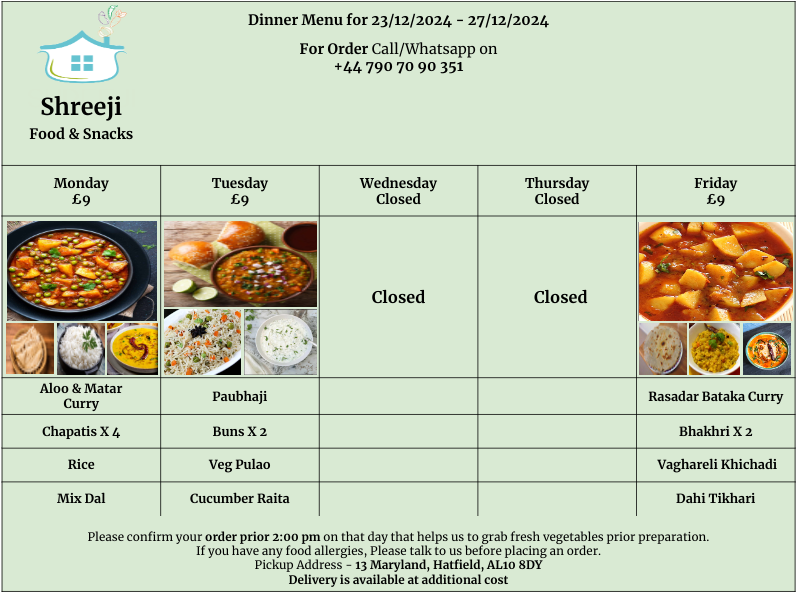 Dinner Menu for 23/12/2024 - 27/12/2024
For Order Call/Whatsapp on
+44 790 70 90 351
Shreeji
Food & Snacks
Monday
£9
Tuesday
£9
Wednesday
Closed
Thursday
Closed
Friday
£9
Closed
Closed
Aloo & Matar
Curry
Paubhaji
Rasadar Bataka Curry
Chapatis X 4
Buns X 2
Bhakhri X 2
Rice
Veg Pulao
Vaghareli Khichadi
Mix Dal
Cucumber Raita
Dahi Tikhari
Please confirm your order prior 2:00 pm on that day that helps us to grab fresh vegetables prior preparation.
If you have any food allergies, Please talk to us before placing an order.
Pickup Address - 13 Maryland, Hatfield, AL10 8DY
Delivery is available at additional cost